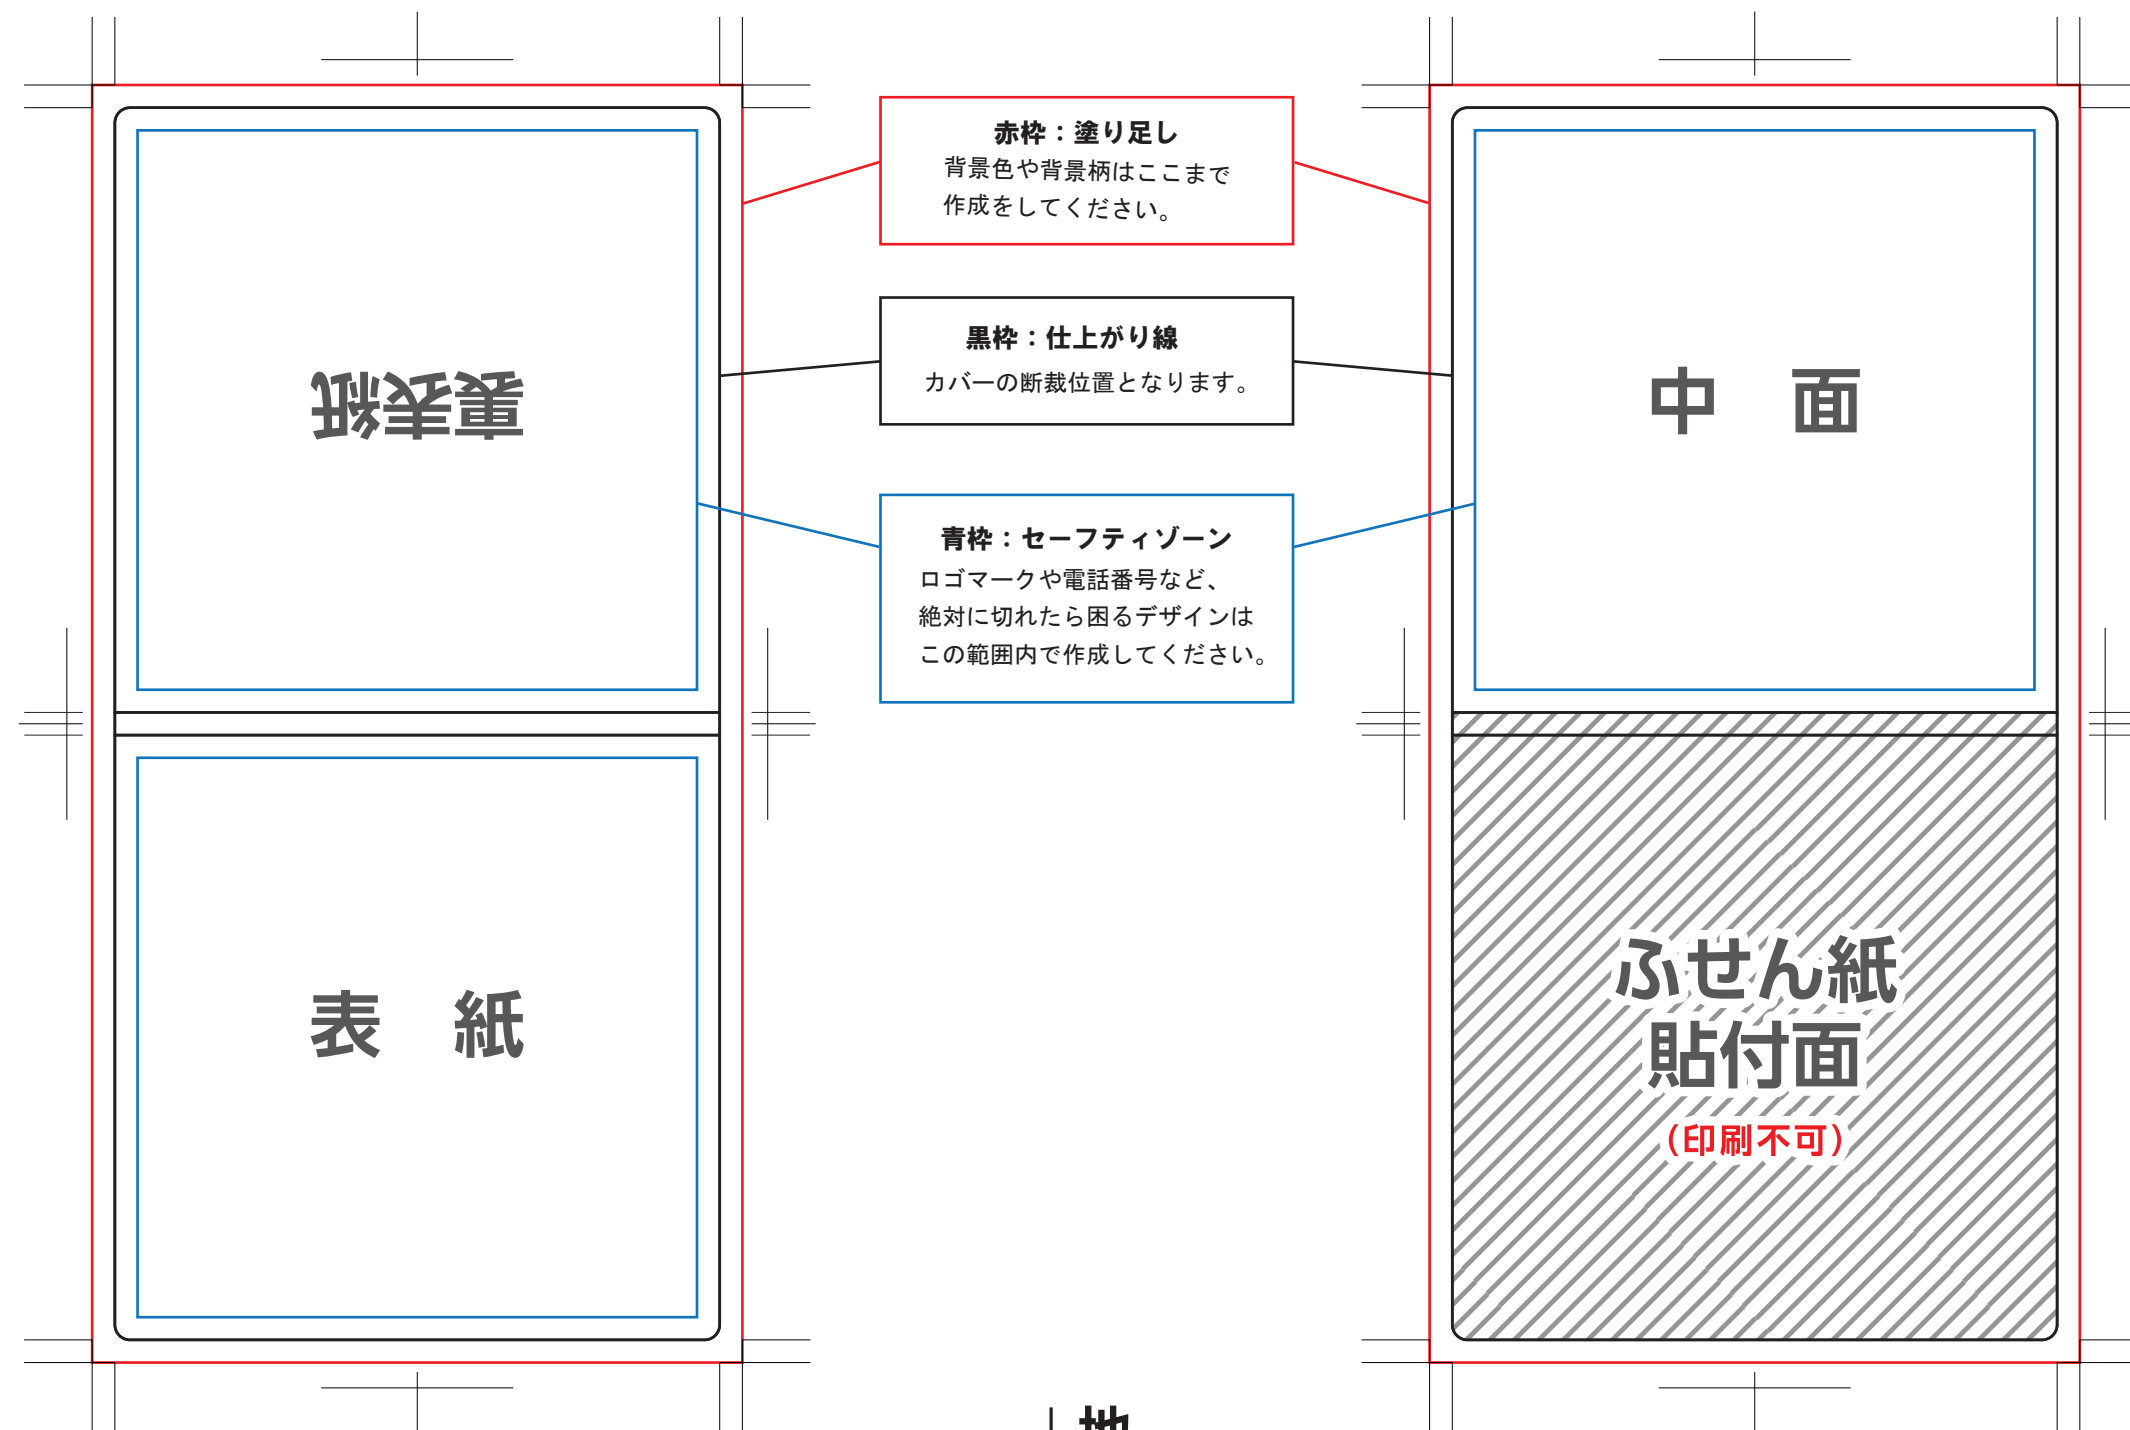 裏表紙
表　紙
赤枠：塗り足し
背景色や背景柄はここまで
作成をしてください。
黒枠：仕上がり線
カバーの断裁位置となります。
青枠：セーフティゾーン
ロゴマークや電話番号など、
絶対に切れたら困るデザインは
この範囲内で作成してください。
中　面
ふせん紙
貼付面
（印刷不可）